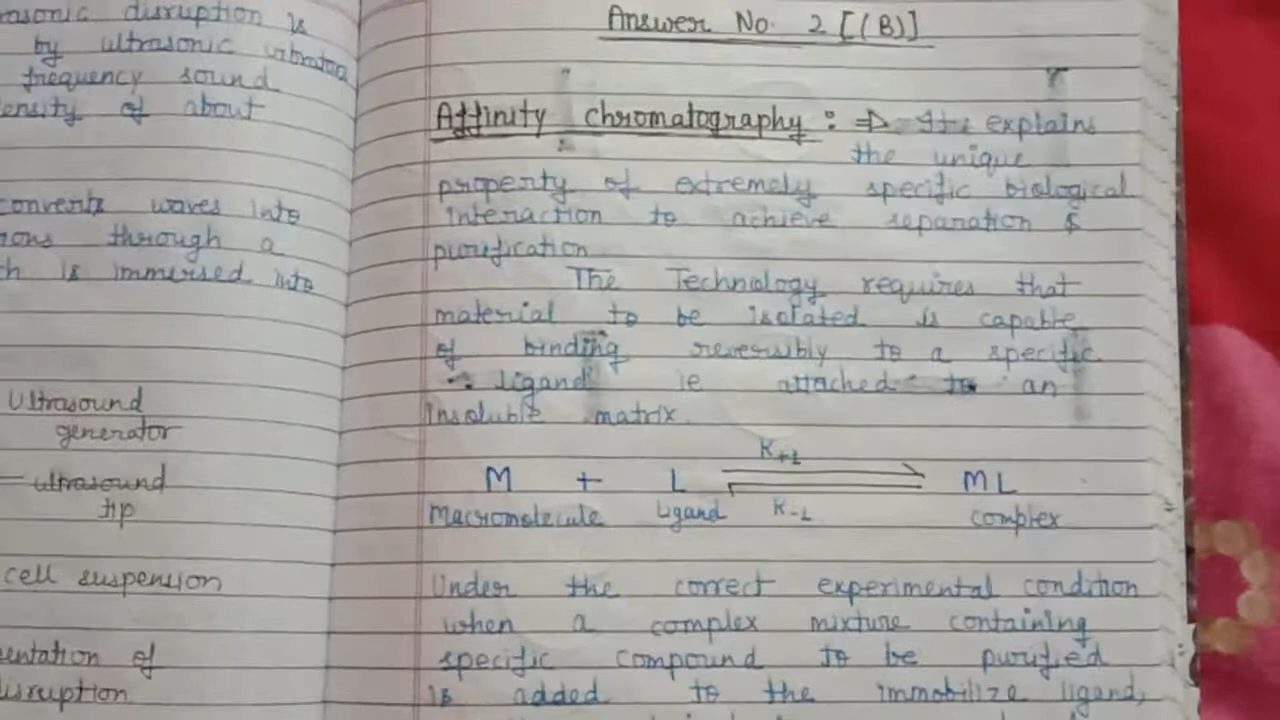 asonic disruption is
by ultrasonic vibration
frequency sound
ensity of about
converts waves into
rons through a
ch is immersed into
Ultrasound
generator
ultrasound
tip
cell suspension
entation of
isruption
Answer No. 2 [(B)]
Affinity chromatography : ⇒ It explains
the unique
property of extremely specific biological
interaction to achieve separation &
purification
The Technology requires that
material to be isolated is capable
of binding reversibly to a specific
ligand ie attached to an
insoluble matrix.
K+1
M + L ⇌ ML
Macromolecule Ligand K-1 complex
Under the correct experimental condition
when a complex mixture containing
specific compound to be purified
is added to the immobilize ligand,